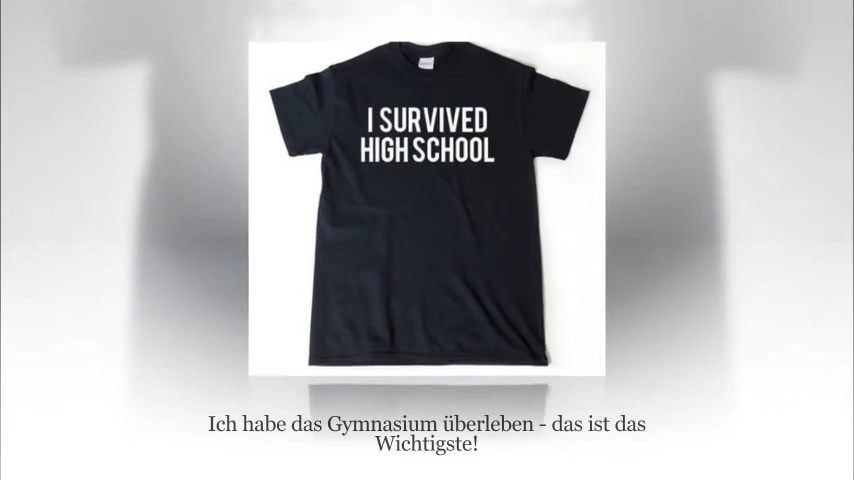 I SURVIVED
HIGH SCHOOL
Ich habe das Gymnasium überleben - das ist das
Wichtigste!